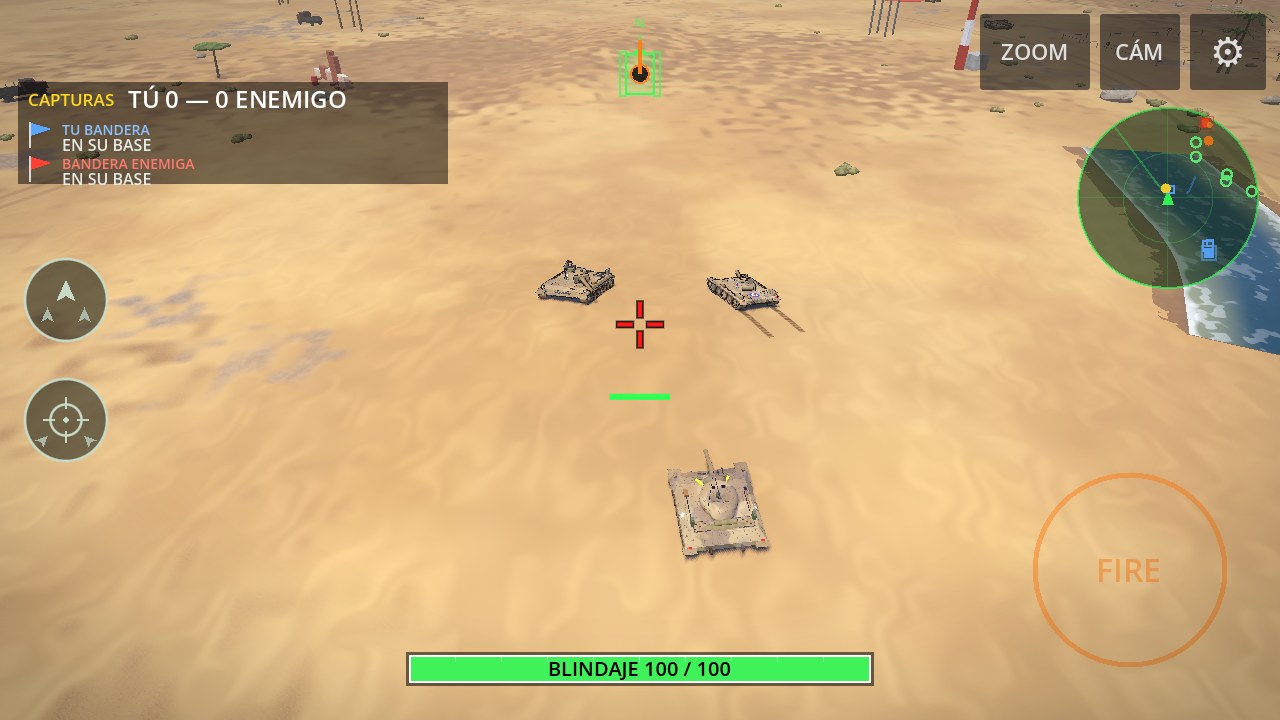 ZOOM
CÁM
CAPTURAS TÚ 0 — 0 ENEMIGO
TU BANDERA
EN SU BASE
BANDERA ENEMIGA
EN SU BASE
FIRE
BLINDAJE 100 / 100